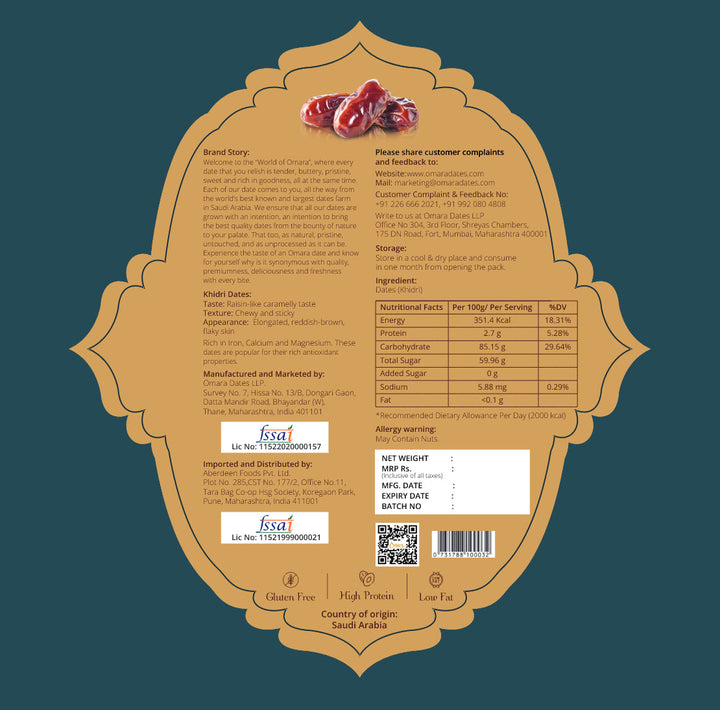 Brand Story:
Welcome to the "World of Omara", where every
date that you relish is tender, buttery, pristine,
sweet and rich in goodness, all at the same time.
Each of our date comes to you, all the way from
the world's best known and largest dates farm
in Saudi Arabia. We ensure that all our dates are
grown with an intention, an intention to bring
the best quality dates from the bounty of nature
to your palate. That too, as natural, pristine,
untouched, and as unprocessed as it can be.
Experience the taste of an Omara date and know
for yourself why is it synonymous with quality,
premiumness, deliciousness and freshness
with every bite.
Khidri Dates:
Taste: Raisin-like caramelly taste
Texture: Chewy and sticky
Appearance: Elongated, reddish-brown,
flaky skin
Rich in Iron, Calcium and Magnesium. These
dates are popular for their rich antioxidant
properties.
Manufactured and Marketed by:
Omara Dates LLP.
Survey No. 7, Hissa No. 13/B, Dongari Gaon,
Datta Mandir Road, Bhayandar (W),
Thane, Maharashtra, India 401101
fssai
Lic No: 11522020000157
Imported and Distributed by:
Aberdeen Foods Pvt. Ltd.
Plot No. 285,CST No. 177/2, Office No.11,
Tara Bag Co-op Hsg Society, Koregaon Park,
Pune, Maharashtra, India 411001
fssai
Lic No: 11521999000021
Please share customer complaints
and feedback to:
Website:www.omaradates.com
Mail: marketing@omaradates.com
Customer Complaint & Feedback No:
+91 226 666 2021, +91 992 080 4808
Write to us at Omara Dates LLP
Office No 304, 3rd Floor, Shreyas Chambers,
175 DN Road, Fort, Mumbai, Maharashtra 400001
Storage:
Store in a cool & dry place and consume
in one month from opening the pack.
Ingredient:
Dates (Khidri)
Nutritional Facts Per 100g/ Per Serving %DV
Energy 351.4 Kcal 18.31%
Protein 2.7 g 5.28%
Carbohydrate 85.15 g 29.64%
Total Sugar 59.96 g
Added Sugar 0 g
Sodium 5.88 mg 0.29%
Fat <0.1 g
*Recommended Dietary Allowance Per Day (2000 kcal)
Allergy warning:
May Contain Nuts.
NET WEIGHT :
MRP Rs. :
(Inclusive of all taxes)
MFG. DATE :
EXPIRY DATE :
BATCH NO :
0 731788 100032
Gluten Free High Protein Low Fat
Country of origin:
Saudi Arabia